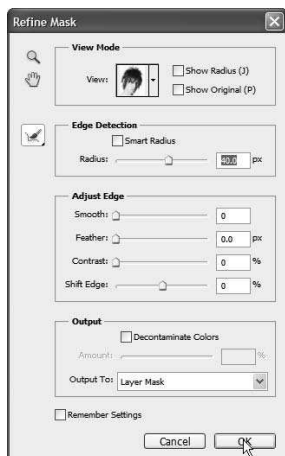 Refine Mask
View Mode
View:
Show Radius (J)
Show Original (P)
Edge Detection
Smart Radius
Radius: 40.0 px
Adjust Edge
Smooth: 0
Feather: 0.0 px
Contrast: 0 %
Shift Edge: 0 %
Output
Decontaminate Colors
Amount: %
Output To: Layer Mask
Remember Settings
Cancel OK